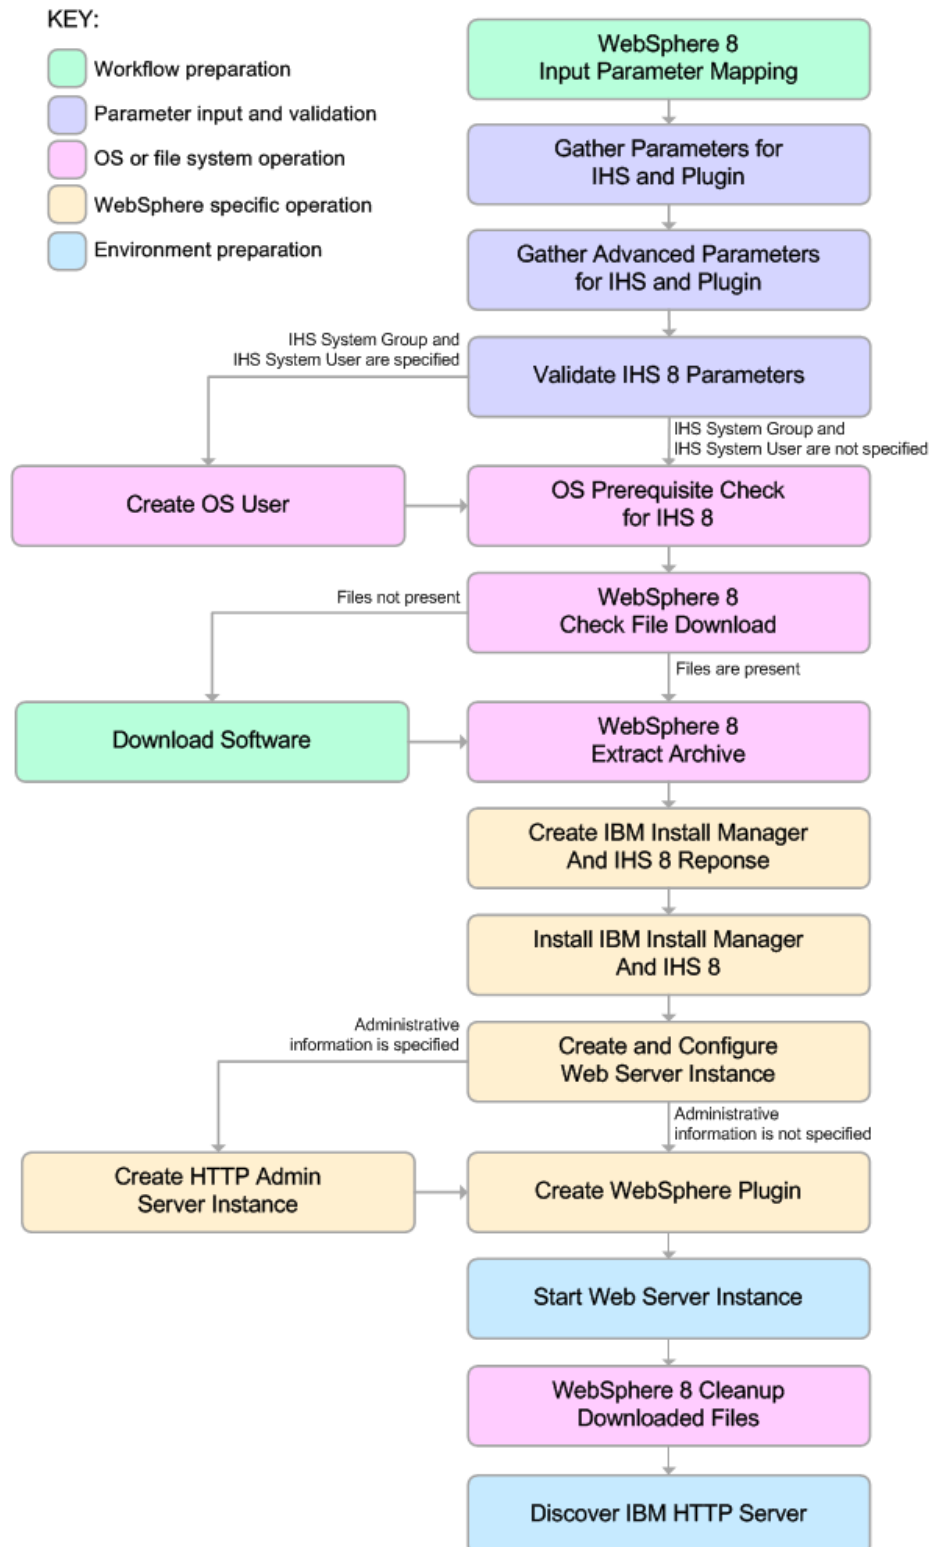 KEY:
Workflow preparation
Parameter input and validation
OS or file system operation
WebSphere specific operation
Environment preparation
WebSphere 8
Input Parameter Mapping
Gather Parameters for
IHS and Plugin
Gather Advanced Parameters
for IHS and Plugin
IHS System Group and
IHS System User are specified
Validate IHS 8 Parameters
IHS System Group and
IHS System User are not specified
Create OS User
OS Prerequisite Check
for IHS 8
Files not present
WebSphere 8
Check File Download
Files are present
Download Software
WebSphere 8
Extract Archive
Create IBM Install Manager
And IHS 8 Reponse
Install IBM Install Manager
And IHS 8
Administrative
information is specified
Create and Configure
Web Server Instance
Administrative
information is not specified
Create HTTP Admin
Server Instance
Create WebSphere Plugin
Start Web Server Instance
WebSphere 8 Cleanup
Downloaded Files
Discover IBM HTTP Server